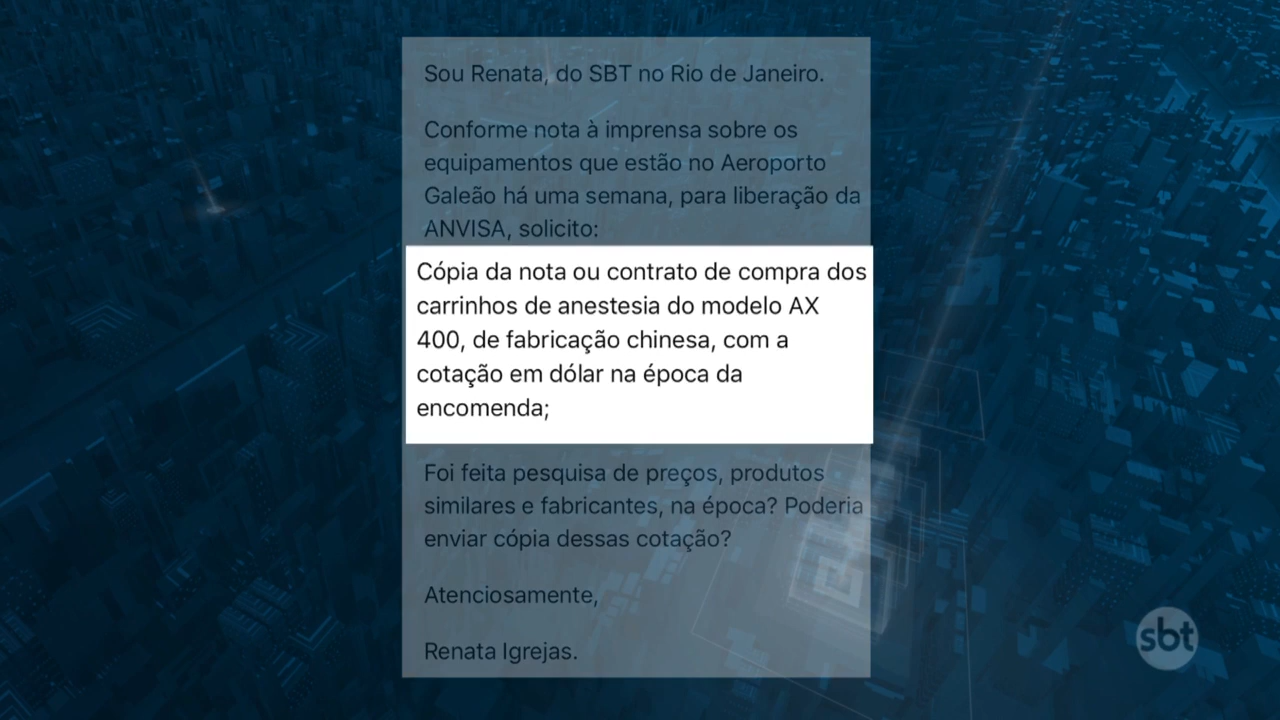 Sou Renata, do SBT no Rio de Janeiro.
Conforme nota à imprensa sobre os
equipamentos que estão no Aeroporto
Galeão há uma semana, para liberação da
ANVISA, solicito:
Cópia da nota ou contrato de compra dos
carrinhos de anestesia do modelo AX
400, de fabricação chinesa, com a
cotação em dólar na época da
encomenda;
Foi feita pesquisa de preços, produtos
similares e fabricantes, na época? Poderia
enviar cópia dessas cotação?
Atenciosamente,
Renata Igrejas.
sbt